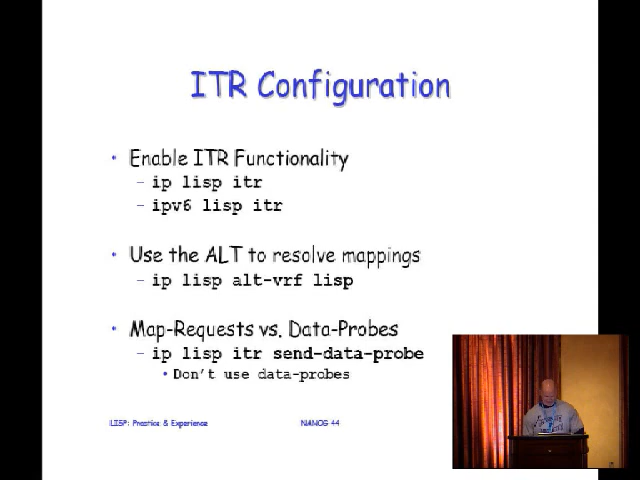 ITR Configuration
• Enable ITR Functionality
– ip lisp itr
– ipv6 lisp itr
• Use the ALT to resolve mappings
– ip lisp alt-vrf lisp
• Map-Requests vs. Data-Probes
– ip lisp itr send-data-probe
• Don't use data-probes
LISP: Practice & Experience
NANOG 44